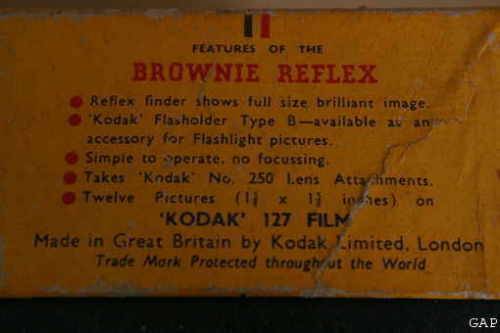 FEATURES OF THE
BROWNIE REFLEX
Reflex finder shows full size brilliant image.
'Kodak' Flasholder Type B—available as an
accessory for Flashlight pictures.
Simple to operate, no focussing.
Takes 'Kodak' No. 250 Lens Attachments.
Twelve Pictures (1⅝ x 1⅝ inches) on
'KODAK' 127 FILM
Made in Great Britain by Kodak Limited, London
Trade Mark Protected throughout the World
GAP